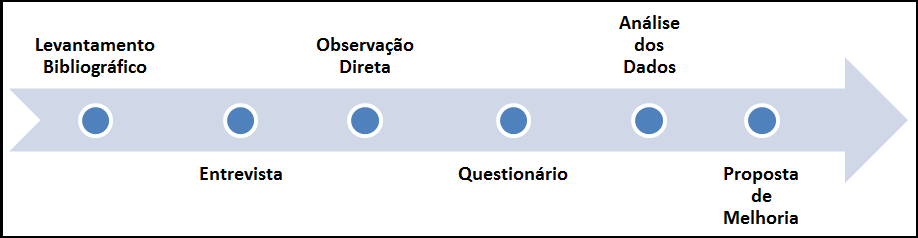 Levantamento
Bibliográfico
Entrevista
Observação
Direta
Questionário
Análise
dos
Dados
Proposta
de
Melhoria